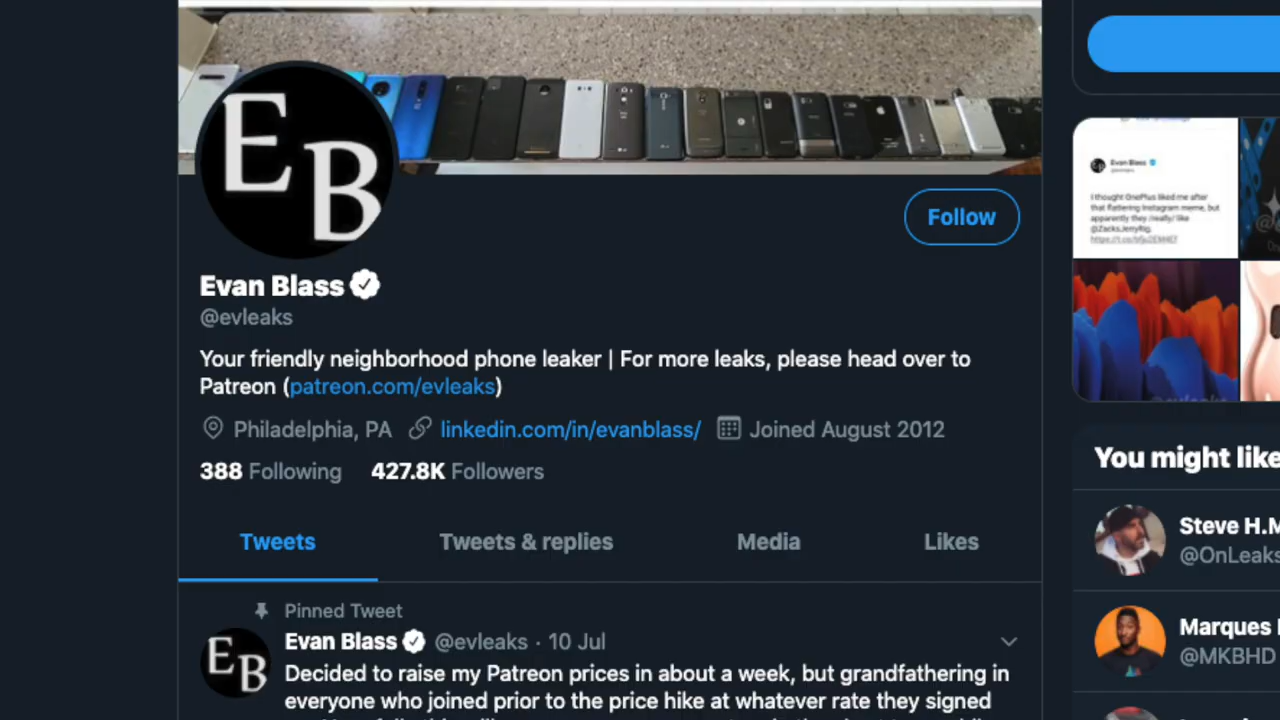 EB
Follow
Evan Blass
@evleaks
Your friendly neighborhood phone leaker | For more leaks, please head over to
Patreon (patreon.com/evleaks)
Philadelphia, PA linkedin.com/in/evanblass/ Joined August 2012
388 Following 427.8K Followers
Tweets Tweets & replies Media Likes
Pinned Tweet
Evan Blass @evleaks · 10 Jul
EB
Decided to raise my Patreon prices in about a week, but grandfathering in
everyone who joined prior to the price hike at whatever rate they signed
Evan Blass
I thought OnePlus liked me after
that flattering Instagram meme, but
apparently they /really/ like
@ZacksJerryRig.
You might like
Steve H.M
@OnLeaks
Marques
@MKBHD